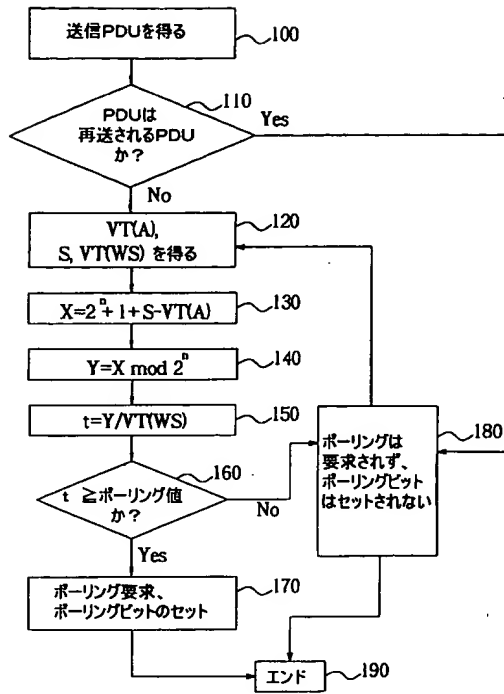 送信PDUを得る
100
110
PDUは
再送されるPDU
か?
Yes
No
VT(A),
S, VT(WS) を得る
120
X=2ⁿ+1+S-VT(A)
130
Y=X mod 2ⁿ
140
t=Y/VT(WS)
150
160
t ≧ポーリング値
か?
No
Yes
ポーリングは
要求されず、
ポーリングビット
はセットされない
180
ポーリング要求、
ポーリングビットのセット
170
エンド
190